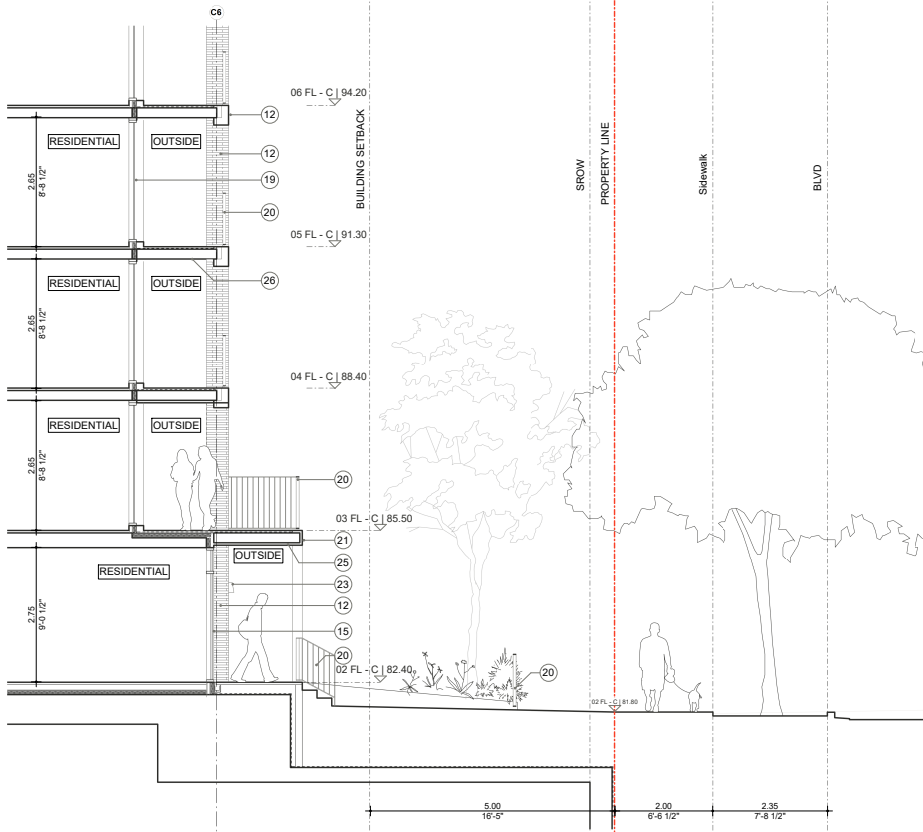 C6
06 FL - C | 94.20
12
RESIDENTIAL
OUTSIDE
12
2.65
8'-8 1/2"
19
20
BUILDING SETBACK
SROW
PROPERTY LINE
Sidewalk
BLVD
05 FL - C | 91.30
26
RESIDENTIAL
OUTSIDE
2.65
8'-8 1/2"
04 FL - C | 88.40
RESIDENTIAL
OUTSIDE
2.65
8'-8 1/2"
20
03 FL - C | 85.50
21
OUTSIDE
25
RESIDENTIAL
23
2.75
9'-0 1/2"
12
15
20
02 FL - C | 82.40
20
02 FL - C | 81.80
5.00
16'-5"
2.00
6'-6 1/2"
2.35
7'-8 1/2"